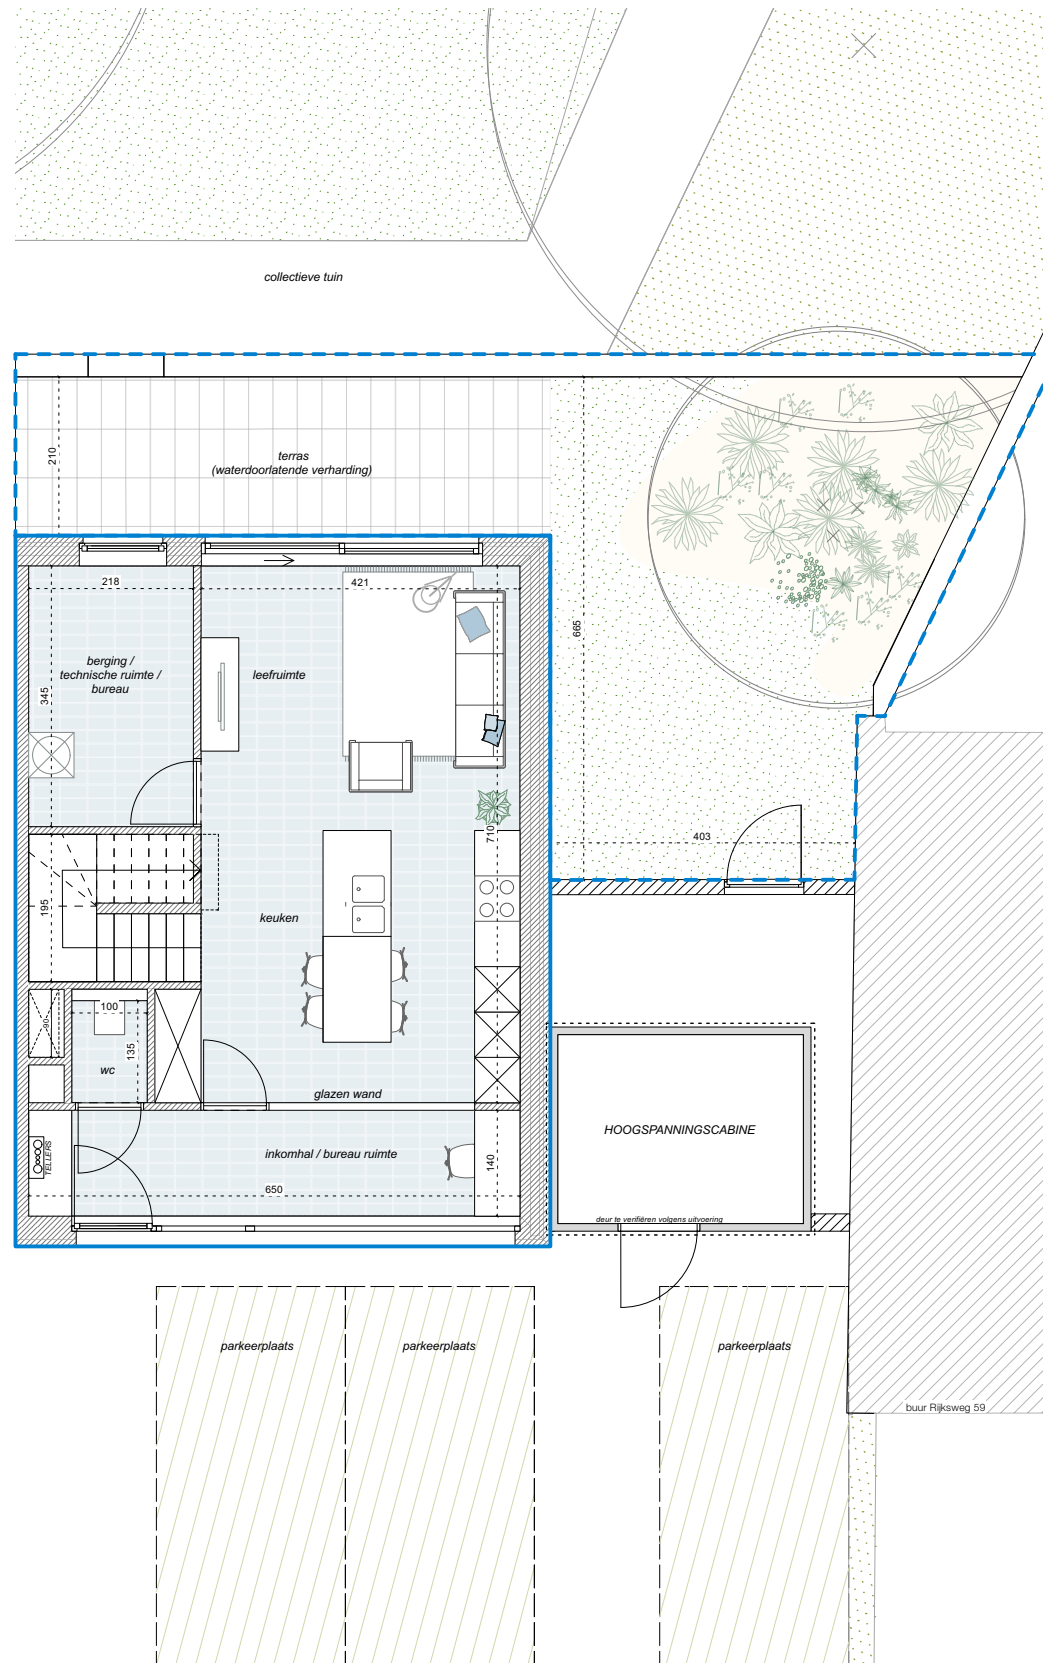 collectieve tuin
210
terras
(waterdoorlatende verharding)
218
421
665
berging /
technische ruimte /
bureau
345
leefruimte
710
403
195
keuken
90
100
135
wc
glazen wand
HOOGSPANNINGSCABINE
TELLERS
inkomhal / bureau ruimte
140
650
deur te verifiëren volgens uitvoering
parkeerplaats
parkeerplaats
parkeerplaats
buur Rijksweg 59